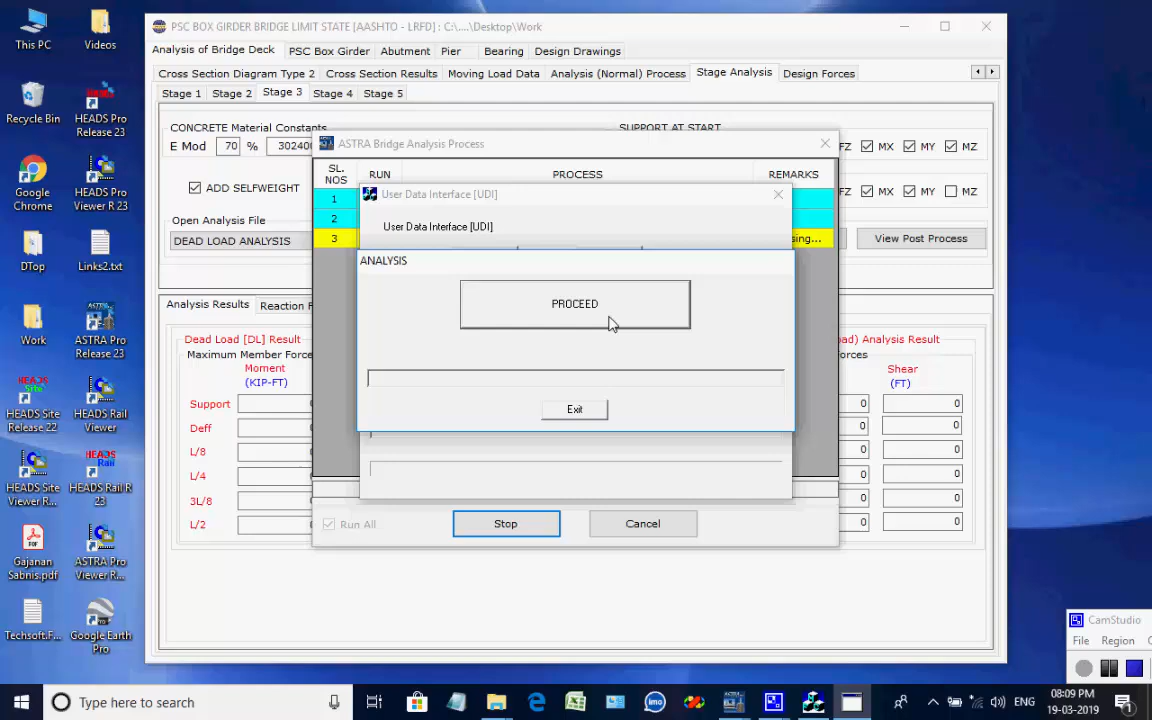 This PC
Videos
Recycle Bin
HEADS Pro
Release 23
Google
Chrome
HEADS Pro
Viewer R 23
DTop
Links2.txt
Work
ASTRA Pro
Release 23
HEADS Site
Release 22
HEADS Rail
Viewer
HEADS Site
Viewer R...
HEADS Rail R
23
Gajanan
Sabnis.pdf
ASTRA Pro
Viewer R...
Techsoft.F...
Google Earth
Pro
PSC BOX GIRDER BRIDGE LIMIT STATE [AASHTO - LRFD] : C:\....\Desktop\Work
Analysis of Bridge Deck PSC Box Girder Abutment Pier Bearing Design Drawings
Cross Section Diagram Type 2 Cross Section Results Moving Load Data Analysis (Normal) Process Stage Analysis Design Forces
Stage 1 Stage 2 Stage 3 Stage 4 Stage 5
CONCRETE Material Constants
SUPPORT AT START
E Mod 70 % 302400
FZ MX MY MZ
ADD SELFWEIGHT
FZ MX MY MZ
Open Analysis File
DEAD LOAD ANALYSIS
View Post Process
Analysis Results Reaction F
Dead Load [DL] Result
Maximum Member Force
Moment
(KIP-FT)
Support
Deff
L/8
L/4
3L/8
L/2
oad) Analysis Result
orces
Shear
(FT)
0 0
0 0
0 0
0 0
0 0
0 0
ASTRA Bridge Analysis Process
SL.
NOS RUN PROCESS REMARKS
1
2
3 sing...
Run All Stop Cancel
User Data Interface [UDI]
User Data Interface [UDI]
ANALYSIS
PROCEED
Exit
CamStudio
File Region
Type here to search
ENG
08:09 PM
19-03-2019
1